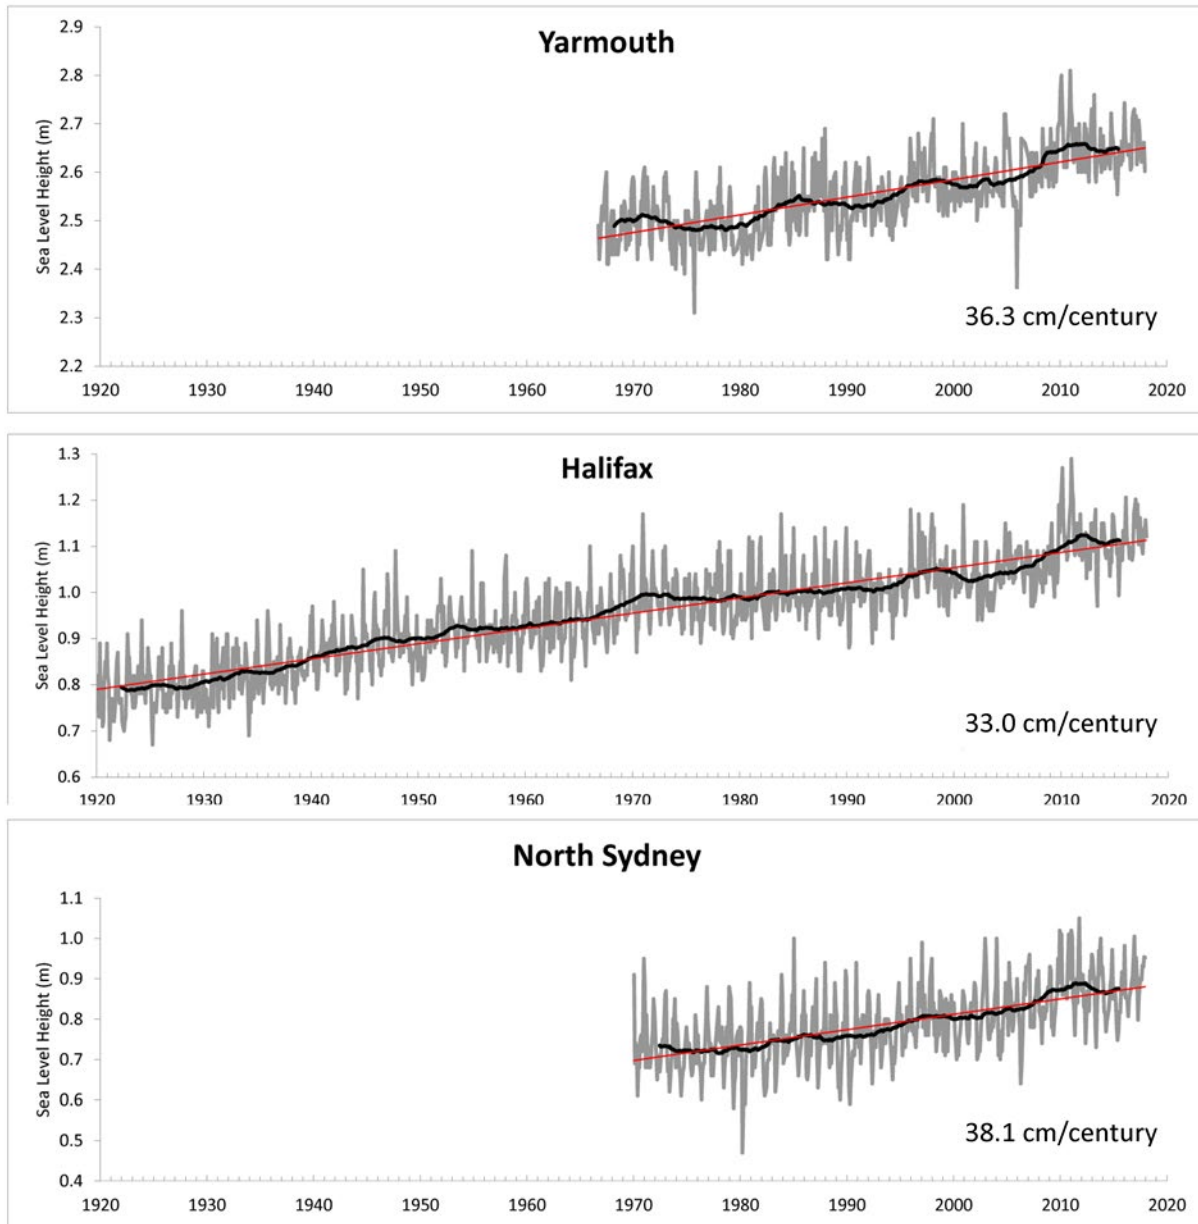 Yarmouth
Sea Level Height (m)
2.9
2.8
2.7
2.6
2.5
2.4
2.3
2.2
1920 1930 1940 1950 1960 1970 1980 1990 2000 2010 2020
36.3 cm/century
Halifax
Sea Level Height (m)
1.3
1.2
1.1
1.0
0.9
0.8
0.7
0.6
1920 1930 1940 1950 1960 1970 1980 1990 2000 2010 2020
33.0 cm/century
North Sydney
Sea Level Height (m)
1.1
1.0
0.9
0.8
0.7
0.6
0.5
0.4
1920 1930 1940 1950 1960 1970 1980 1990 2000 2010 2020
38.1 cm/century